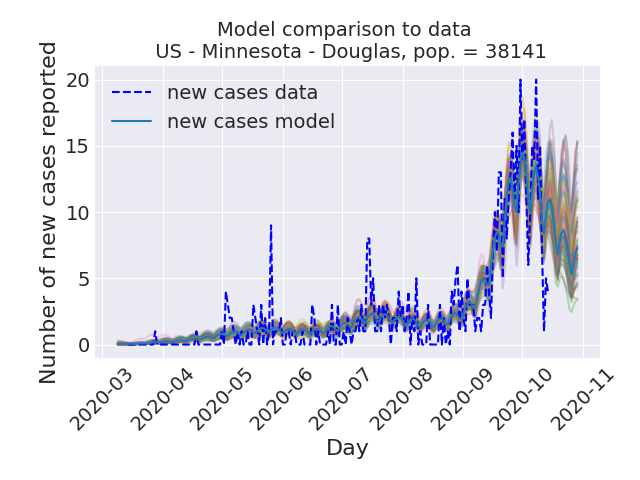 Model comparison to data
US - Minnesota - Douglas, pop. = 38141
Number of new cases reported
20
15
10
5
0
new cases data
new cases model
2020-03
2020-04
2020-05
2020-06
2020-07
2020-08
2020-09
2020-10
2020-11
Day